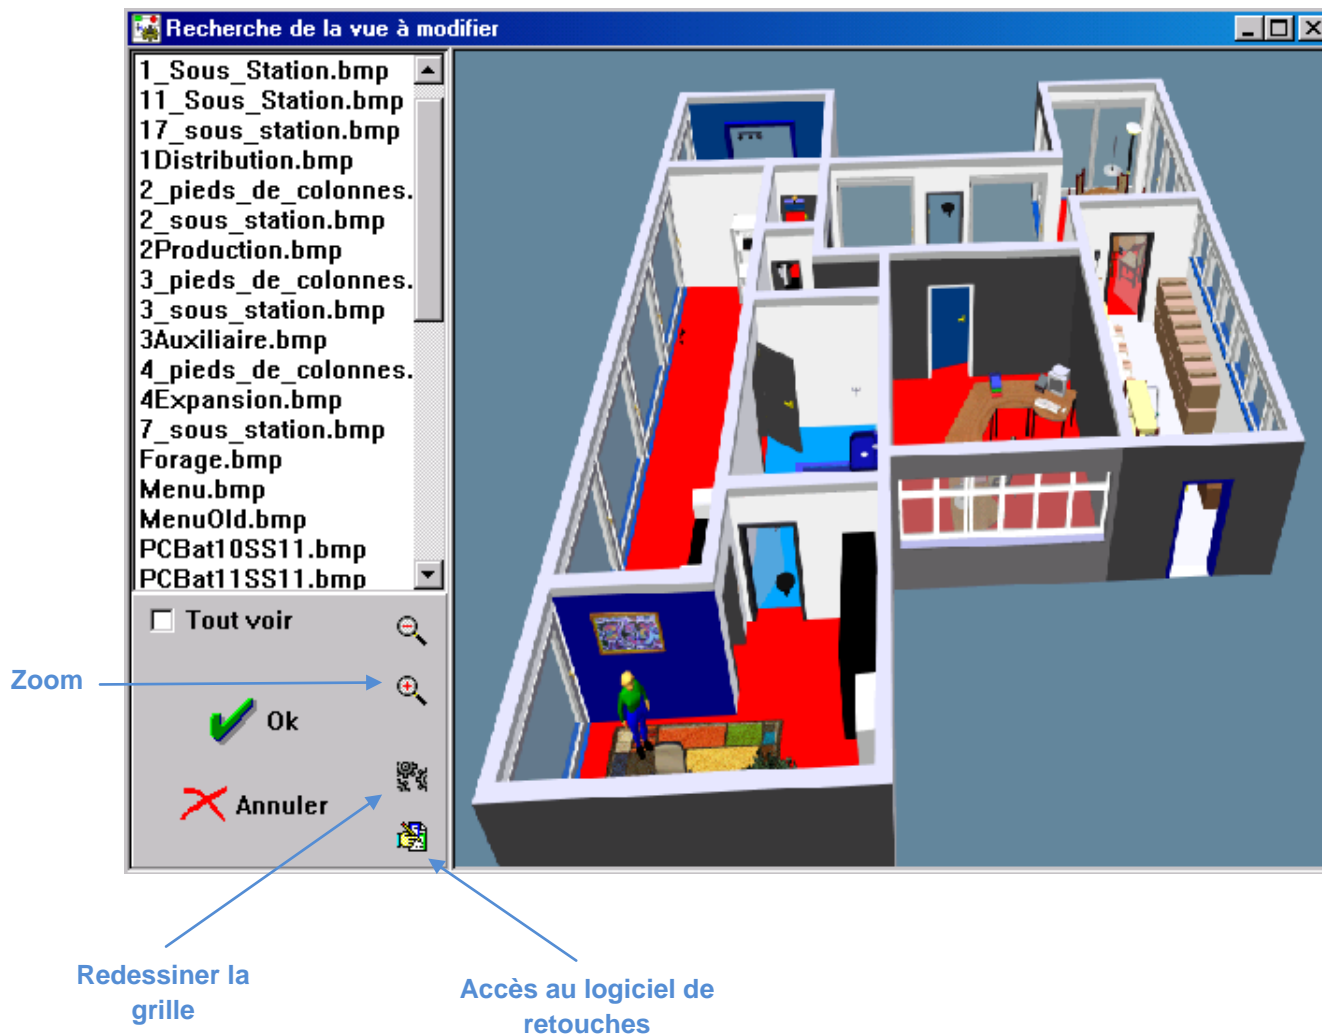 Recherche de la vue à modifier
1_Sous_Station.bmp
11_Sous_Station.bmp
17_sous_station.bmp
1Distribution.bmp
2_pieds_de_colonnes.
2_sous_station.bmp
2Production.bmp
3_pieds_de_colonnes.
3_sous_station.bmp
3Auxiliaire.bmp
4_pieds_de_colonnes.
4Expansion.bmp
7_sous_station.bmp
Forage.bmp
Menu.bmp
MenuOld.bmp
PCBat10SS11.bmp
PCBat11SS11.bmp
Tout voir
Zoom
Ok
Annuler
Redessiner la
grille
Accès au logiciel de
retouches